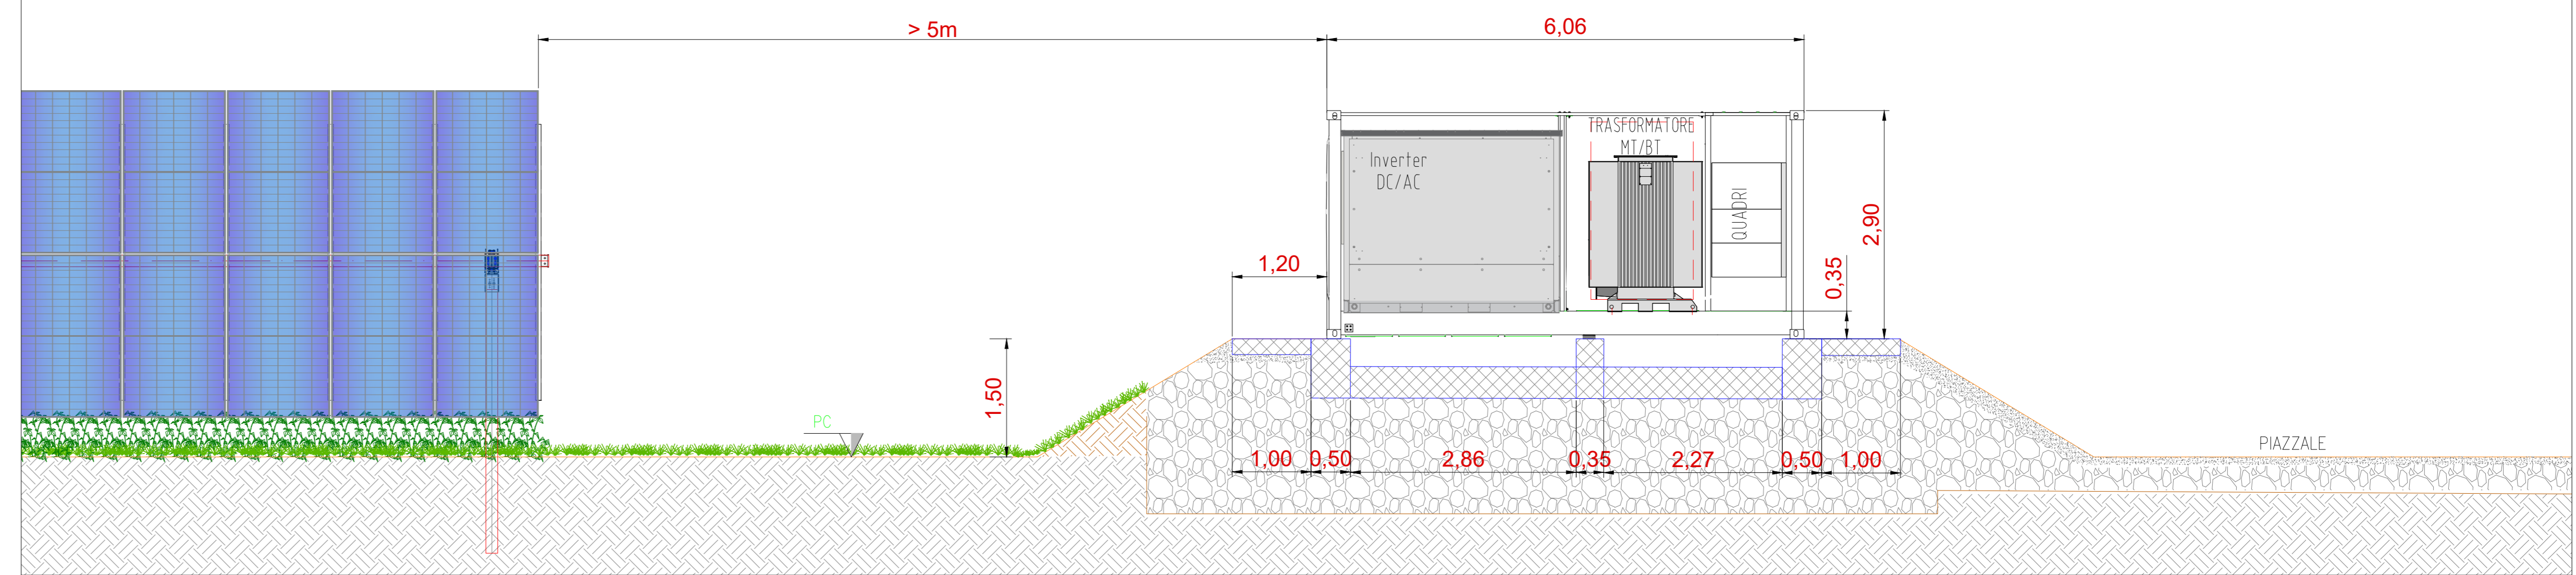 > 5m
6,06
TRASFORMATORE
MT/BT
Inverter
DC/AC
QUADRI
2,90
0,35
1,20
1,50
PC
PIAZZALE
1,00 0,50 2,86 0,35 2,27 0,50 1,00